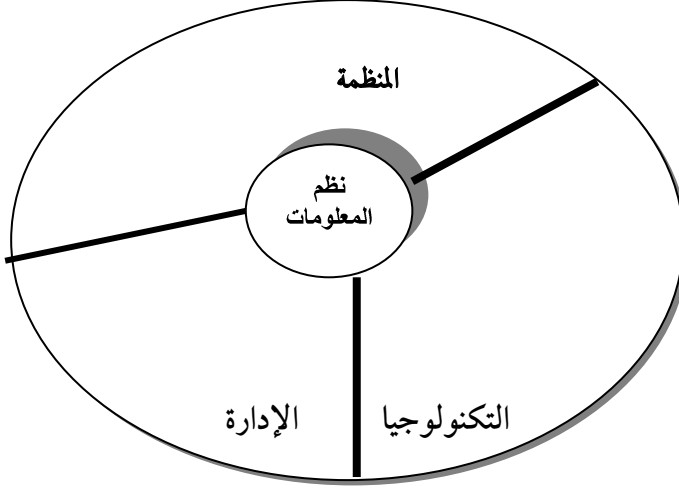 المنظمة
نظم
المعلومات
التكنولوجيا
الإدارة